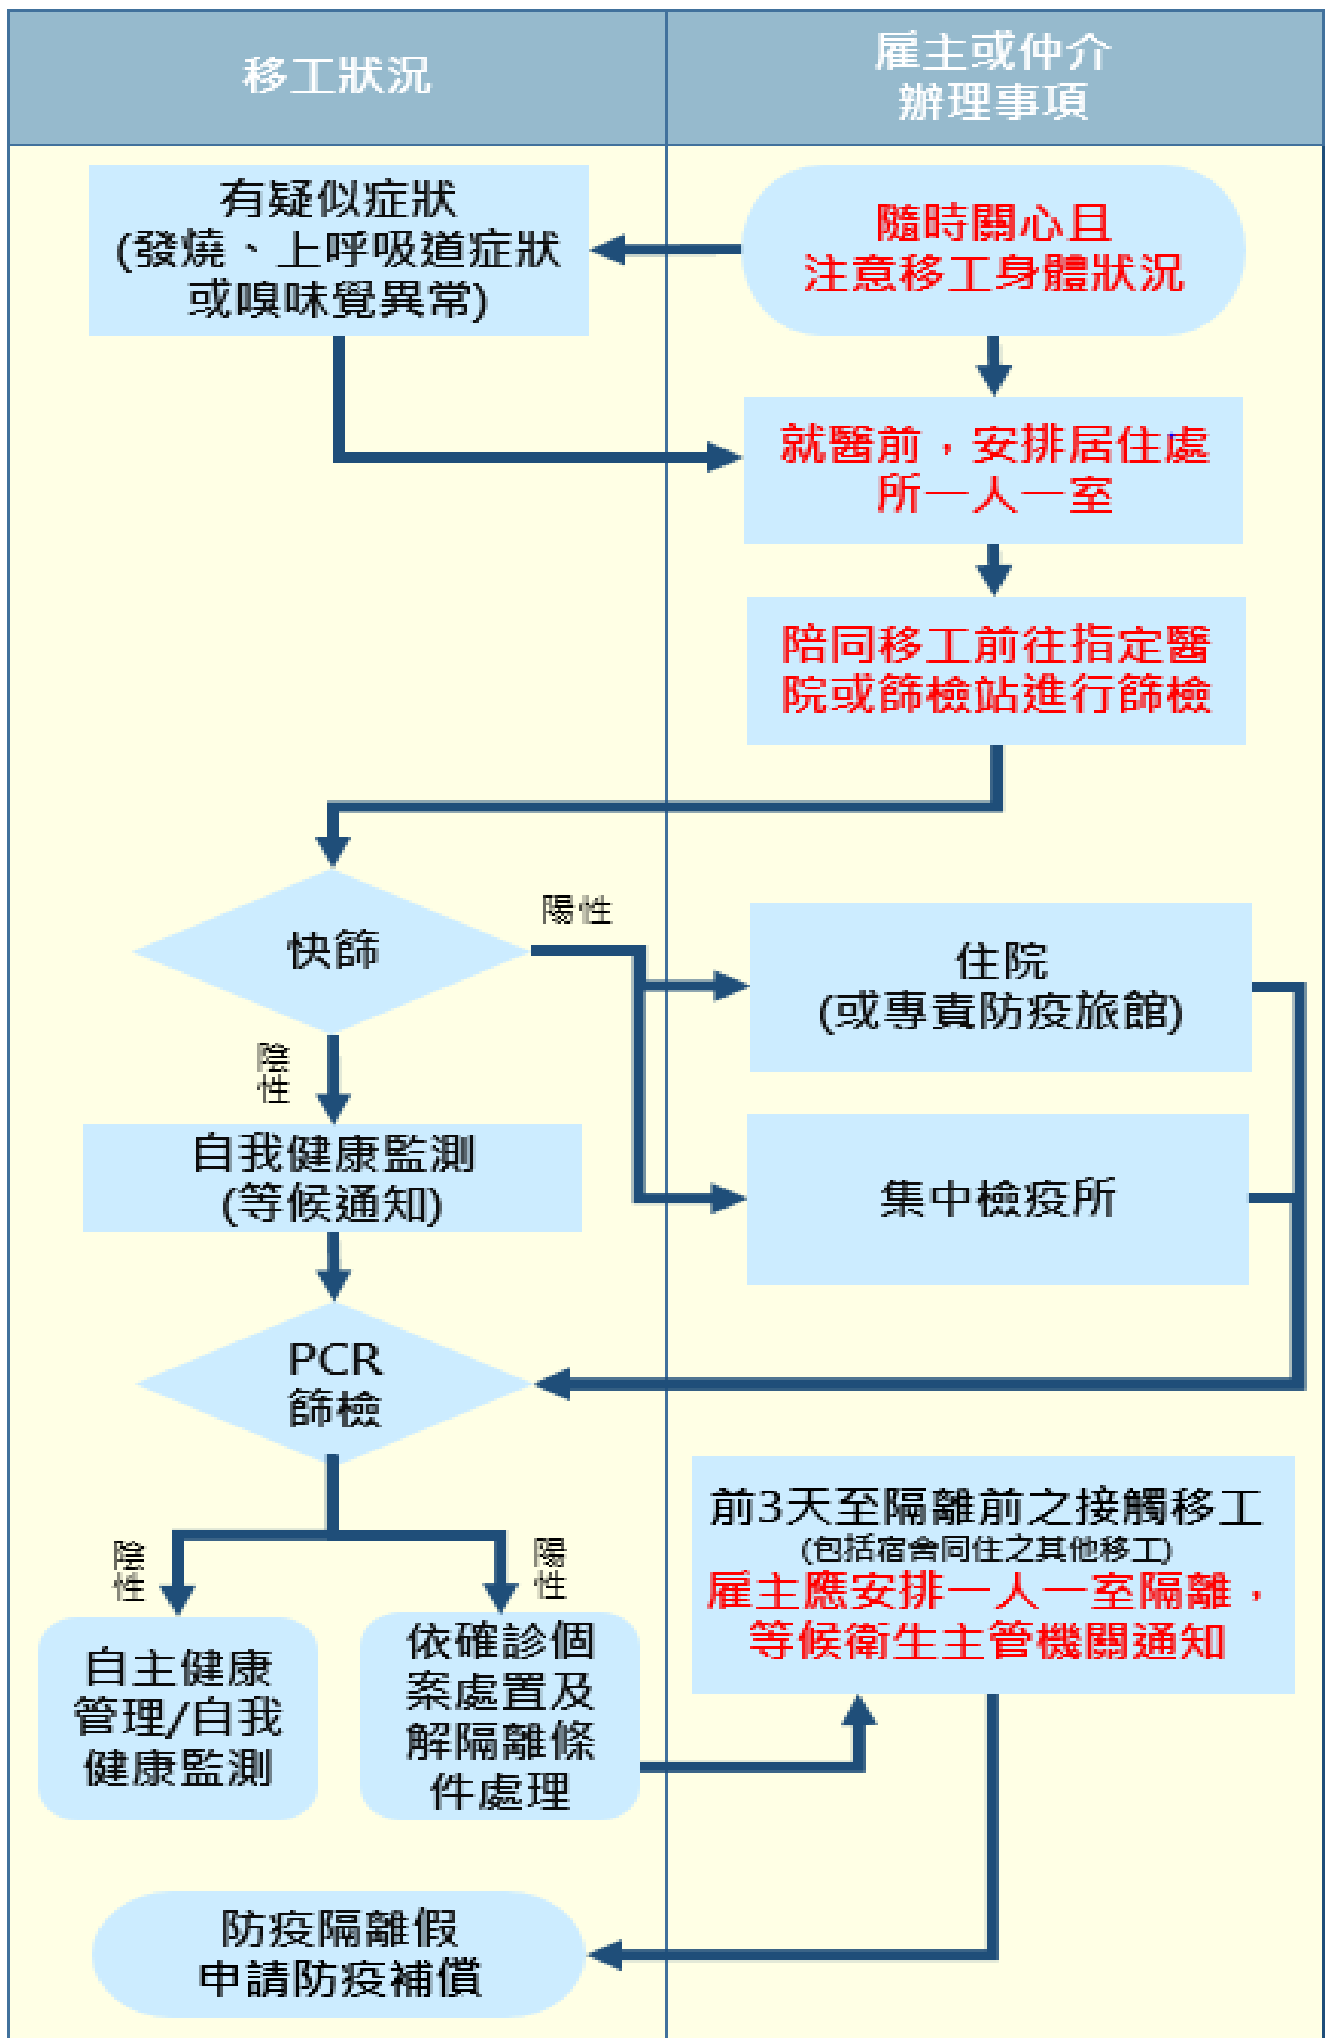 移工狀況
雇主或仲介
辦理事項
隨時關心且
注意移工身體狀況
有疑似症狀
(發燒、上呼吸道症狀
或嗅味覺異常)
就醫前，安排居住處
所一人一室
陪同移工前往指定醫
院或篩檢站進行篩檢
快篩
陽性
陰性
住院
(或專責防疫旅館)
集中檢疫所
自我健康監測
(等候通知)
PCR
篩檢
陰性
陽性
自主健康
管理/自我
健康監測
依確診個
案處置及
解隔離條
件處理
前3天至隔離前之接觸移工
(包括宿舍同住之其他移工)
雇主應安排一人一室隔離，
等候衛生主管機關通知
防疫隔離假
申請防疫補償